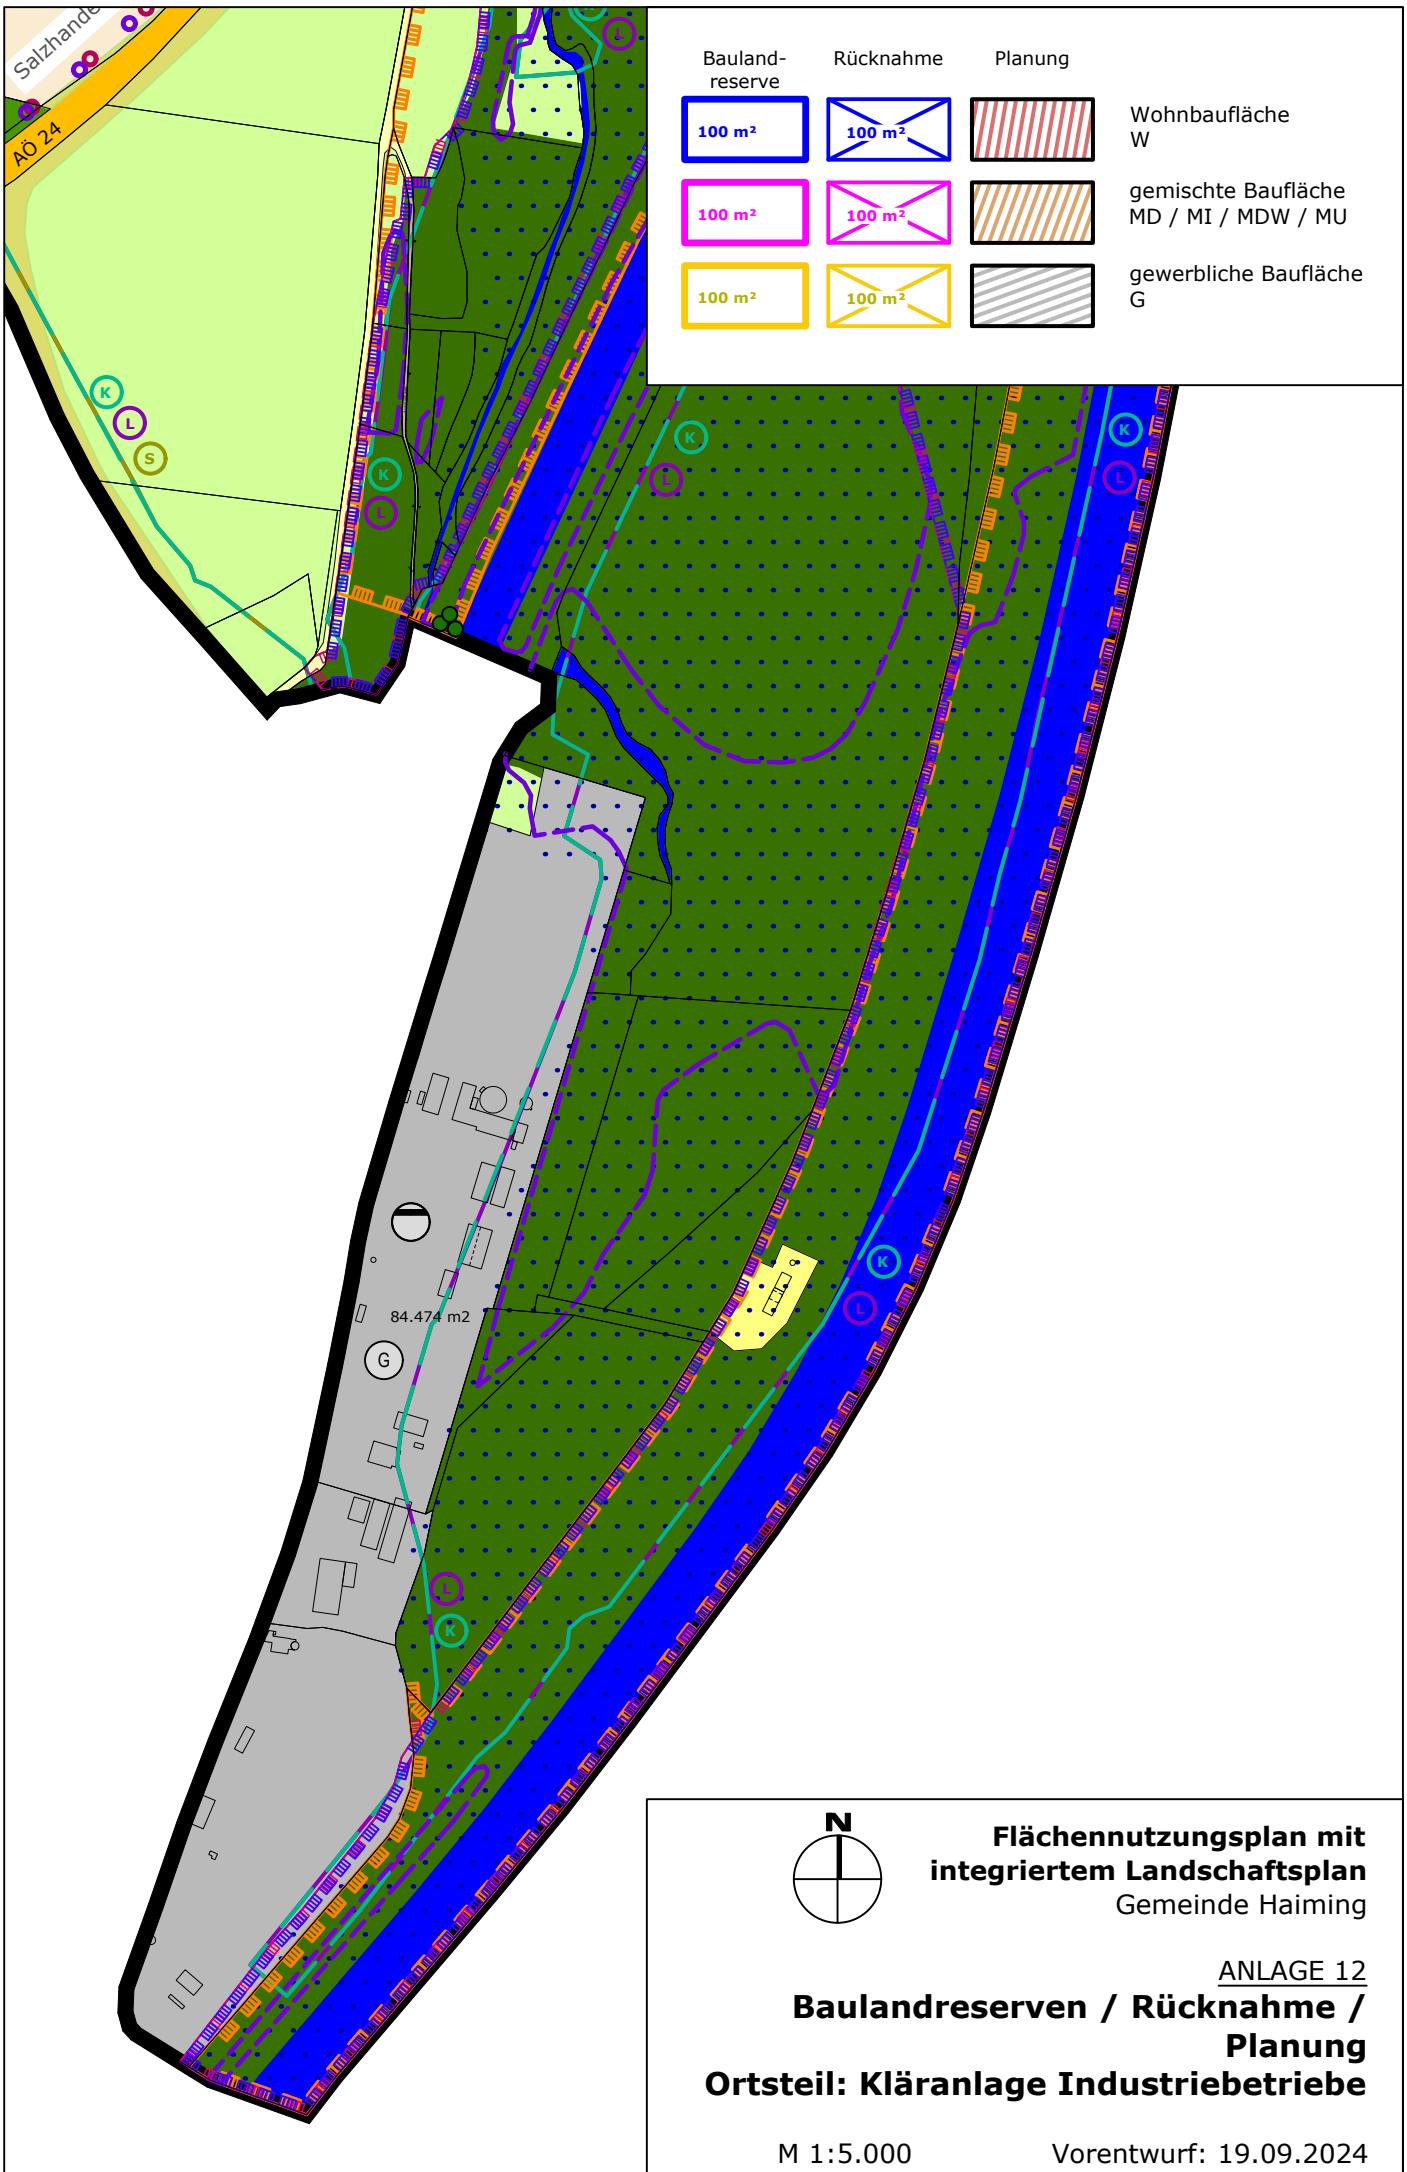 Salzhande
AÖ 24
K
L
S
K
L
K
L
K
L
K
L
Bauland-
reserve
Rücknahme
Planung
100 m²
100 m²
Wohnbaufläche
W
100 m²
100 m²
gemischte Baufläche
MD / MI / MDW / MU
100 m²
100 m²
gewerbliche Baufläche
G
K
L
84.474 m2
G
L
K
N
Flächennutzungsplan mit
integriertem Landschaftsplan
Gemeinde Haiming
ANLAGE 12
Baulandreserven / Rücknahme /
Planung
Ortsteil: Kläranlage Industriebetriebe
M 1:5.000
Vorentwurf: 19.09.2024